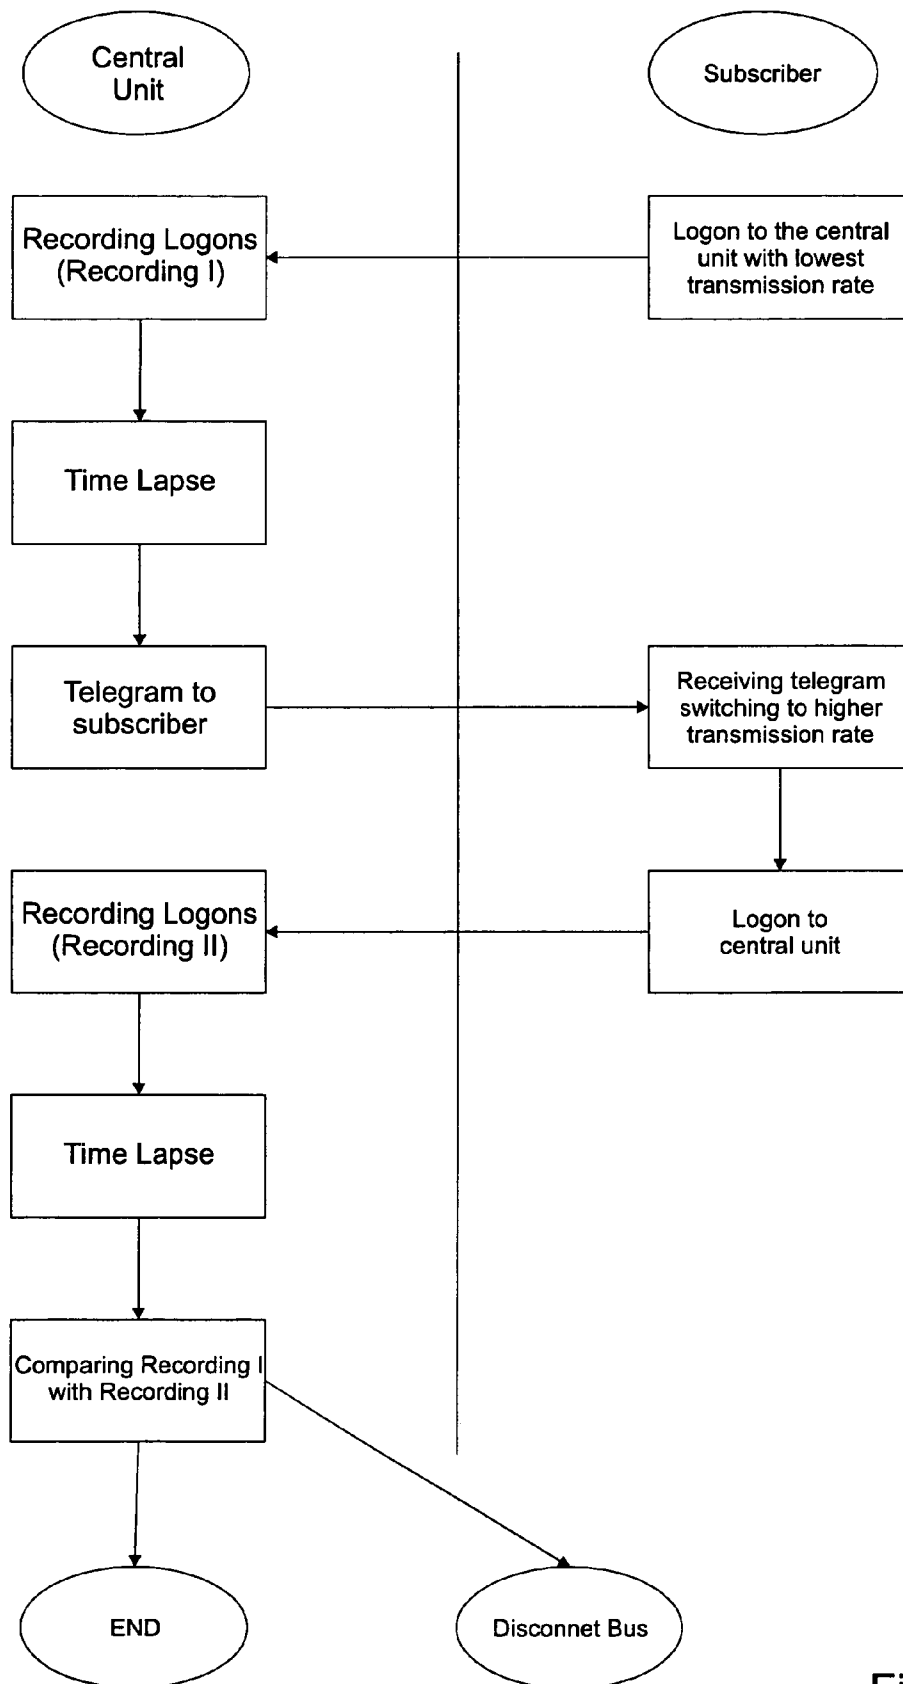 Central
Unit
Subscriber
Recording Logons
(Recording I)
Logon to the central
unit with lowest
transmission rate
Time Lapse
Telegram to
subscriber
Receiving telegram
switching to higher
transmission rate
Recording Logons
(Recording II)
Logon to
central unit
Time Lapse
Comparing Recording I
with Recording II
END
Disconnet Bus